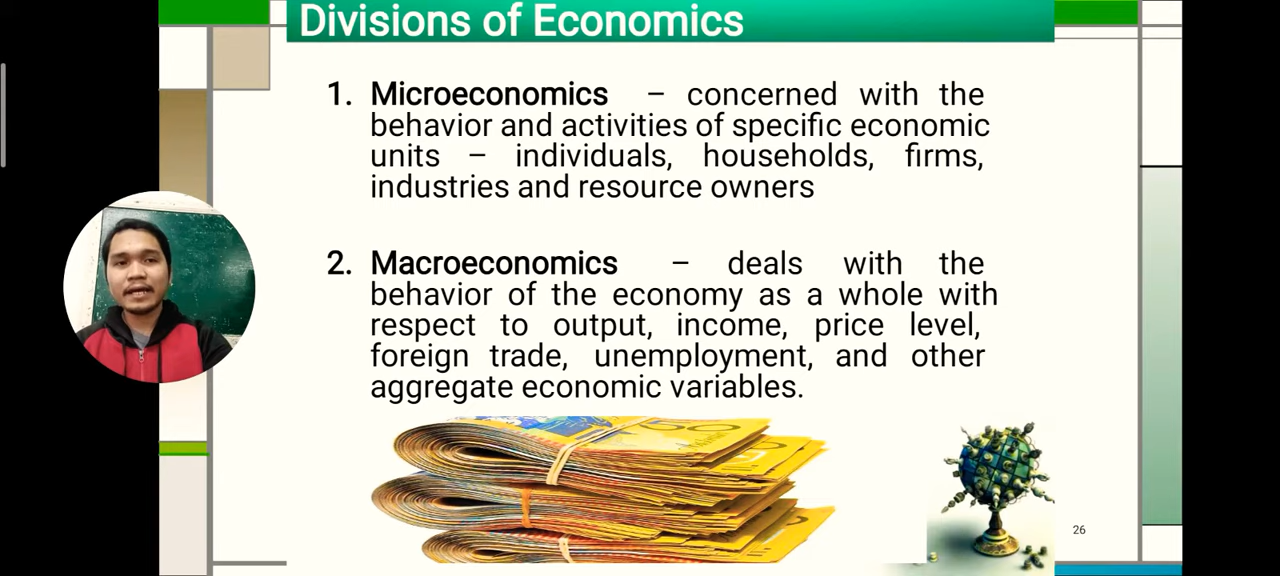 Divisions of Economics
1. Microeconomics – concerned with the
behavior and activities of specific economic
units – individuals, households, firms,
industries and resource owners
2. Macroeconomics – deals with the
behavior of the economy as a whole with
respect to output, income, price level,
foreign trade, unemployment, and other
aggregate economic variables.
26